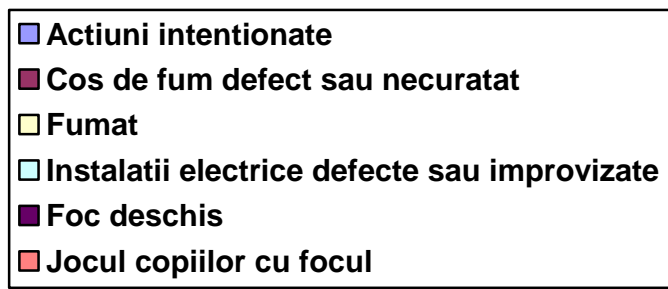 Actiuni intentionate
Cos de fum defect sau necuratat
Fumat
Instalatii electrice defecte sau improvizate
Foc deschis
Jocul copiilor cu focul